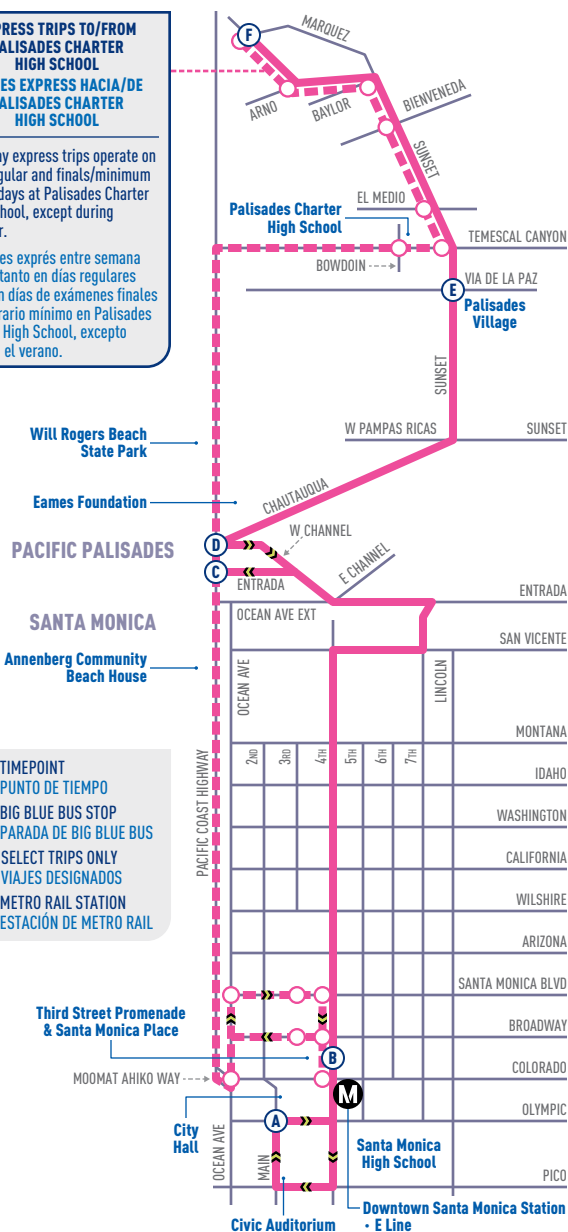 PRESS TRIPS TO/FROM
ALISADES CHARTER
HIGH SCHOOL
ES EXPRESS HACIA/DE
ALISADES CHARTER
HIGH SCHOOL
ay express trips operate on
gular and finals/minimum
days at Palisades Charter
hool, except during
r.
es exprés entre semana
tanto en días regulares
n días de exámenes finales
rario mínimo en Palisades
High School, excepto
el verano.
F
MARQUEZ
ARNO
BAYLOR
BIENVENEDA
SUNSET
EL MEDIO
Palisades Charter
High School
TEMESCAL CANYON
BOWDOIN
VIA DE LA PAZ
E
Palisades
Village
SUNSET
W PAMPAS RICAS
SUNSET
Will Rogers Beach
State Park
CHAUTAUQUA
Eames Foundation
W CHANNEL
PACIFIC PALISADES
D
C
E CHANNEL
ENTRADA
ENTRADA
OCEAN AVE EXT
SANTA MONICA
SAN VICENTE
Annenberg Community
Beach House
OCEAN AVE
LINCOLN
MONTANA
2ND
3RD
4TH
5TH
6TH
7TH
IDAHO
PACIFIC COAST HIGHWAY
TIMEPOINT
PUNTO DE TIEMPO
BIG BLUE BUS STOP
PARADA DE BIG BLUE BUS
SELECT TRIPS ONLY
VIAJES DESIGNADOS
METRO RAIL STATION
ESTACIÓN DE METRO RAIL
WASHINGTON
CALIFORNIA
WILSHIRE
ARIZONA
SANTA MONICA BLVD
Third Street Promenade
& Santa Monica Place
BROADWAY
B
COLORADO
MOOMAT AHIKO WAY
M
OLYMPIC
City
Hall
A
OCEAN AVE
MAIN
Santa Monica
High School
PICO
Civic Auditorium
Downtown Santa Monica Station
• E Line